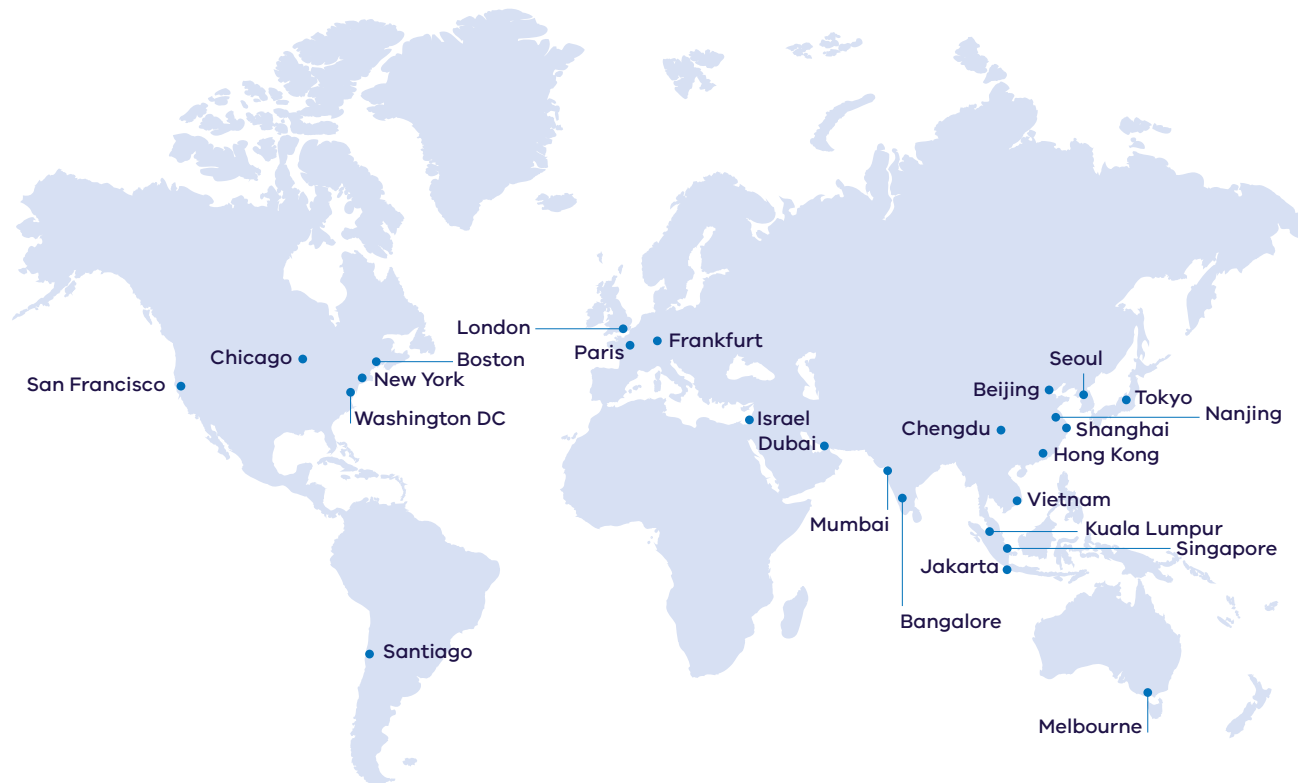 London
Frankfurt
Paris
Chicago
Boston
Seoul
New York
San Francisco
Beijing
Tokyo
Washington DC
Nanjing
Israel
Chengdu
Shanghai
Dubai
Hong Kong
Vietnam
Mumbai
Kuala Lumpur
Singapore
Jakarta
Bangalore
Santiago
Melbourne